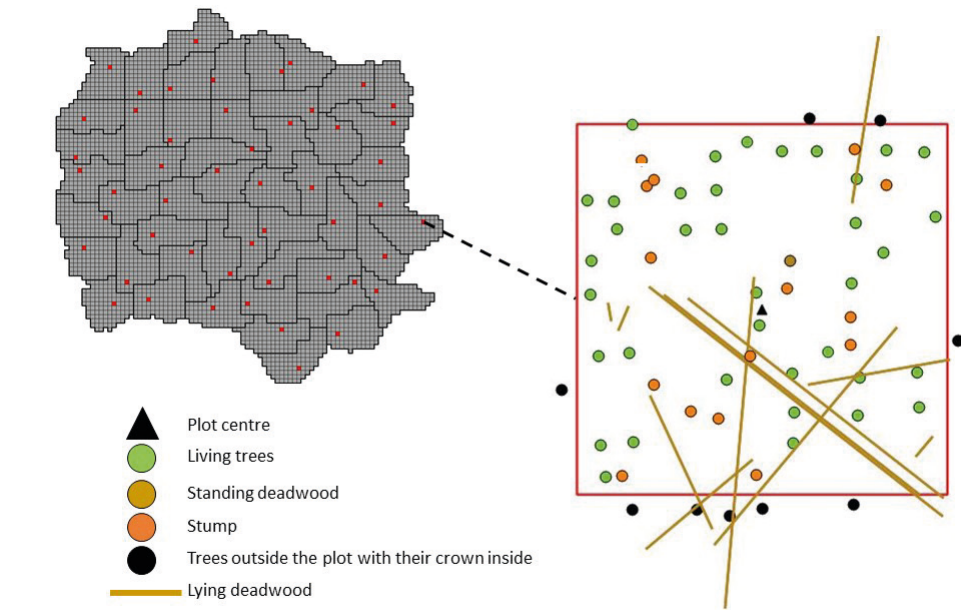 Plot centre
Living trees
Standing deadwood
Stump
Trees outside the plot with their crown inside
Lying deadwood